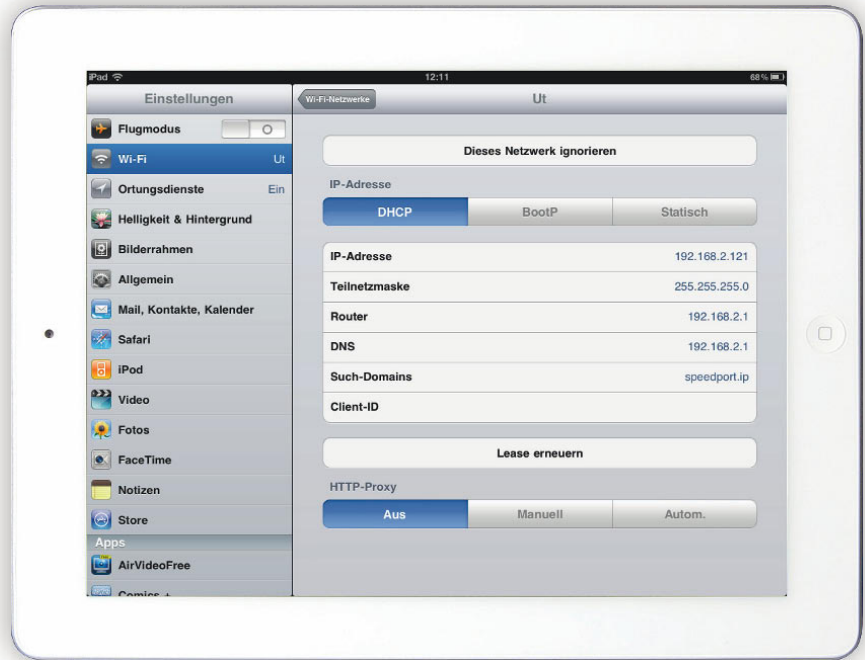 iPad
12:11
68 %
Einstellungen
Flugmodus
Wi-Fi Ut
Ortungsdienste Ein
Helligkeit & Hintergrund
Bilderrahmen
Allgemein
Mail, Kontakte, Kalender
Safari
iPod
Video
Fotos
FaceTime
Notizen
Store
Apps
AirVideoFree
Comics +
Wi-Fi-Netzwerke
Ut
Dieses Netzwerk ignorieren
IP-Adresse
DHCP BootP Statisch
IP-Adresse 192.168.2.121
Teilnetzmaske 255.255.255.0
Router 192.168.2.1
DNS 192.168.2.1
Such-Domains speedport.ip
Client-ID
Lease erneuern
HTTP-Proxy
Aus Manuell Autom.